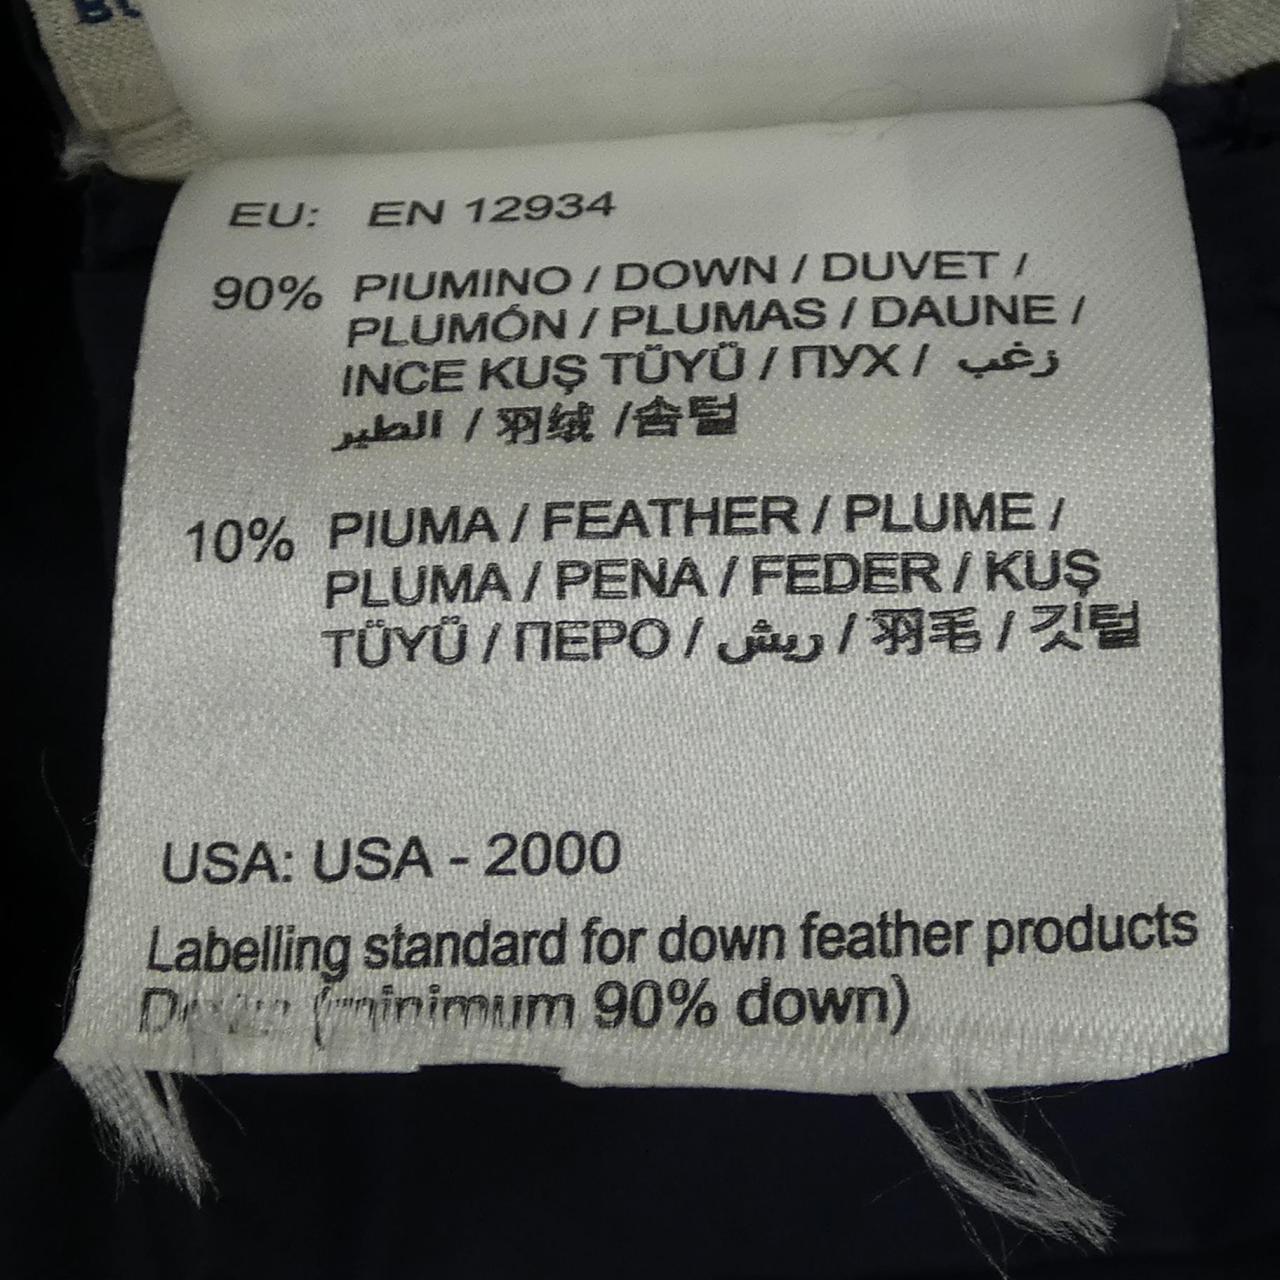 EU: EN 12934
90% PIUMINO / DOWN / DUVET /
PLUMÓN / PLUMAS / DAUNE /
INCE KUŞ TÜYÜ / ПУХ / زغب
الطير / 羽绒 /솜털
10% PIUMA / FEATHER / PLUME /
PLUMA / PENA / FEDER / KUŞ
TÜYÜ / ПЕРО / ريش / 羽毛 / 깃털
USA: USA - 2000
Labelling standard for down feather products
(minimum 90% down)